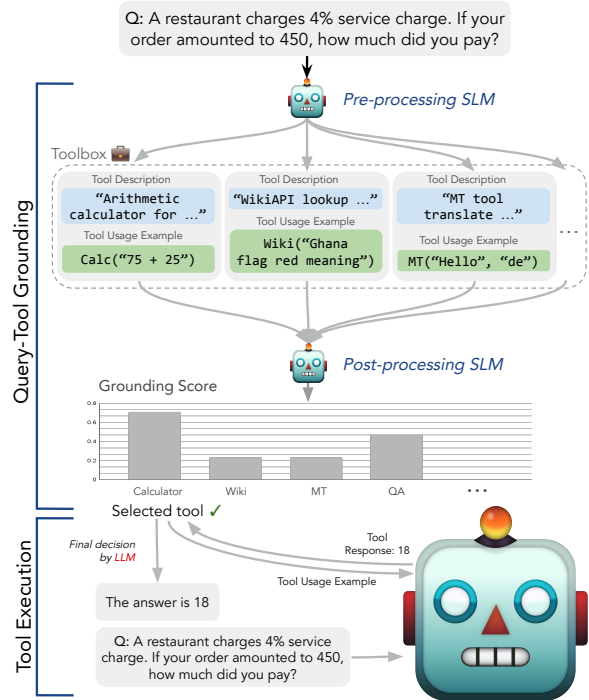 Q: A restaurant charges 4% service charge. If your
order amounted to 450, how much did you pay?
Pre-processing SLM
Toolbox
Tool Description
“Arithmetic
calculator for …”
Tool Usage Example
Calc(“75 + 25”)
Tool Description
“WikiAPI lookup …”
Tool Usage Example
Wiki(“Ghana
flag red meaning”)
Tool Description
“MT tool
translate …”
Tool Usage Example
MT(“Hello”, “de”)
...
Query-Tool Grounding
Post-processing SLM
Grounding Score
0.8
0.6
0.4
0.2
0
Calculator
Wiki
MT
QA
...
Selected tool ✓
Tool Execution
Final decision
by LLM
Tool
Response: 18
Tool Usage Example
The answer is 18
Q: A restaurant charges 4% service
charge. If your order amounted to 450,
how much did you pay?